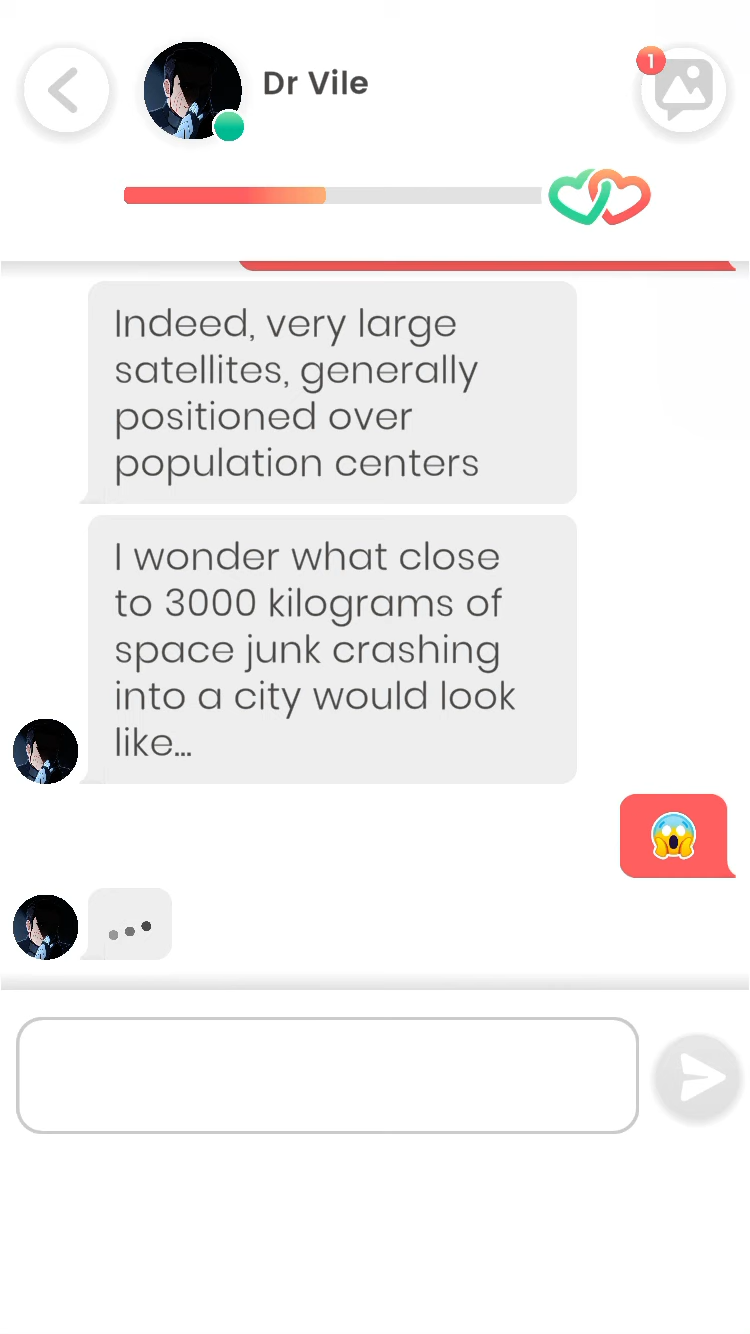 Dr Vile
1
Indeed, very large
satellites, generally
positioned over
population centers
I wonder what close
to 3000 kilograms of
space junk crashing
into a city would look
like...